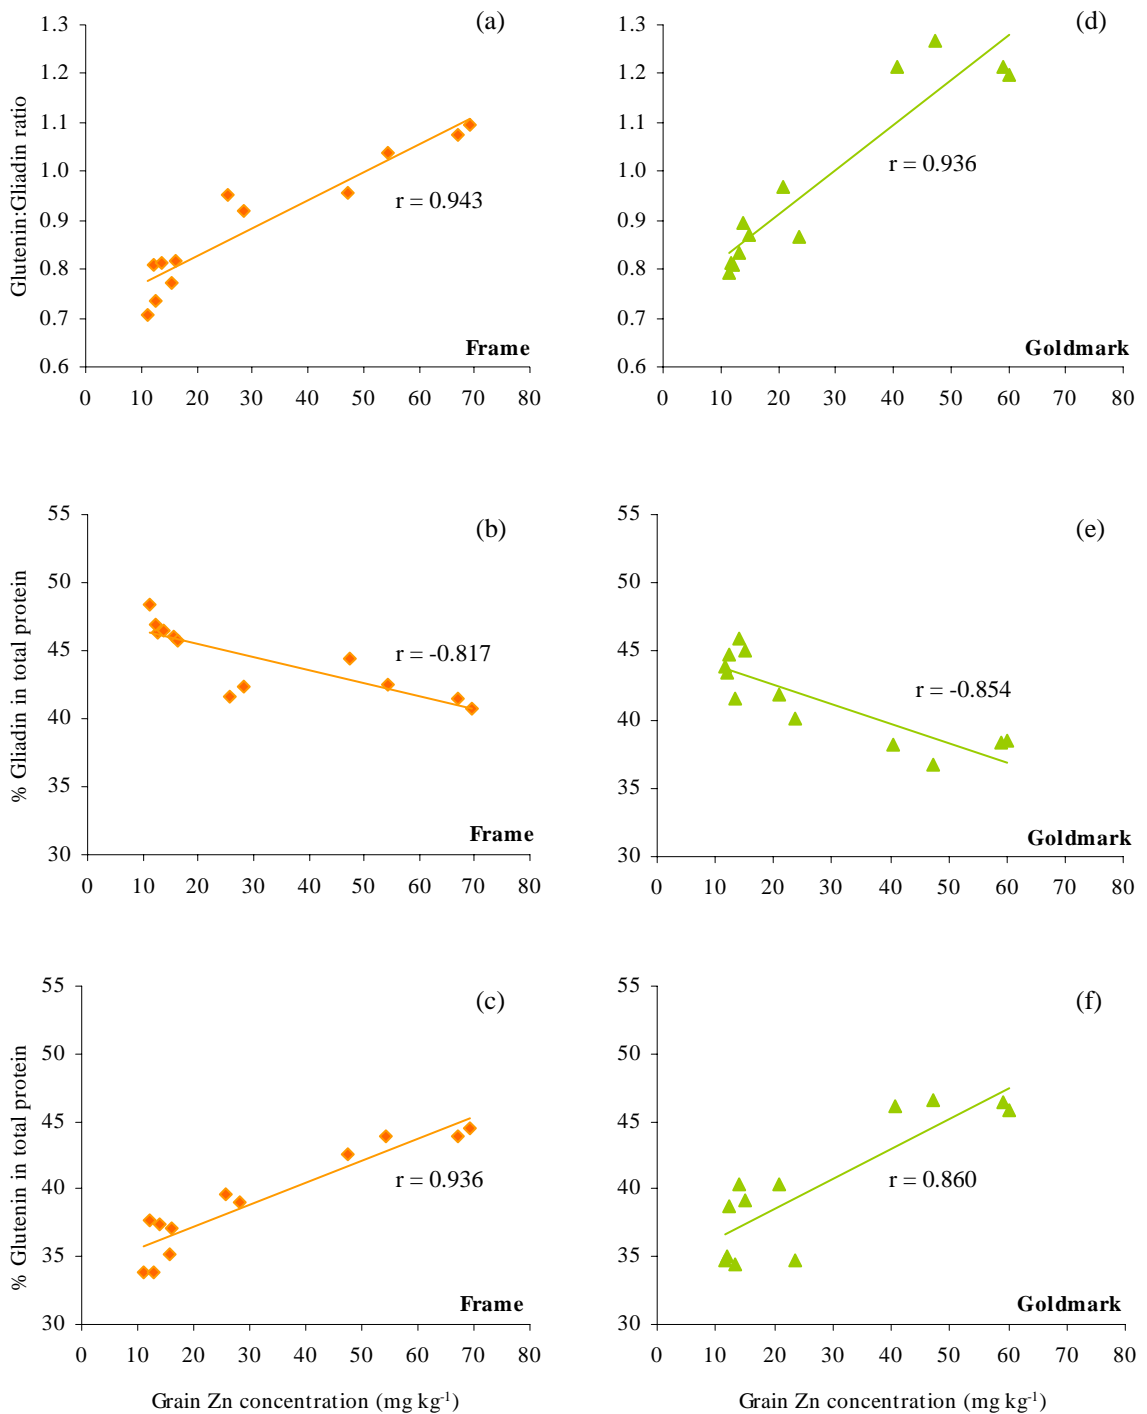 (a)
1.3
1.2
1.1
1.0
0.9
0.8
0.7
0.6
Glutenin:Gliadin ratio
r = 0.943
Frame
0 10 20 30 40 50 60 70 80
(d)
1.3
1.2
1.1
1.0
0.9
0.8
0.7
0.6
r = 0.936
Goldmark
0 10 20 30 40 50 60 70 80
(b)
55
50
45
40
35
30
% Gliadin in total protein
r = -0.817
Frame
0 10 20 30 40 50 60 70 80
(e)
55
50
45
40
35
30
r = -0.854
Goldmark
0 10 20 30 40 50 60 70 80
(c)
55
50
45
40
35
30
% Glutenin in total protein
r = 0.936
Frame
0 10 20 30 40 50 60 70 80
Grain Zn concentration (mg kg⁻¹)
(f)
55
50
45
40
35
30
r = 0.860
Goldmark
0 10 20 30 40 50 60 70 80
Grain Zn concentration (mg kg⁻¹)